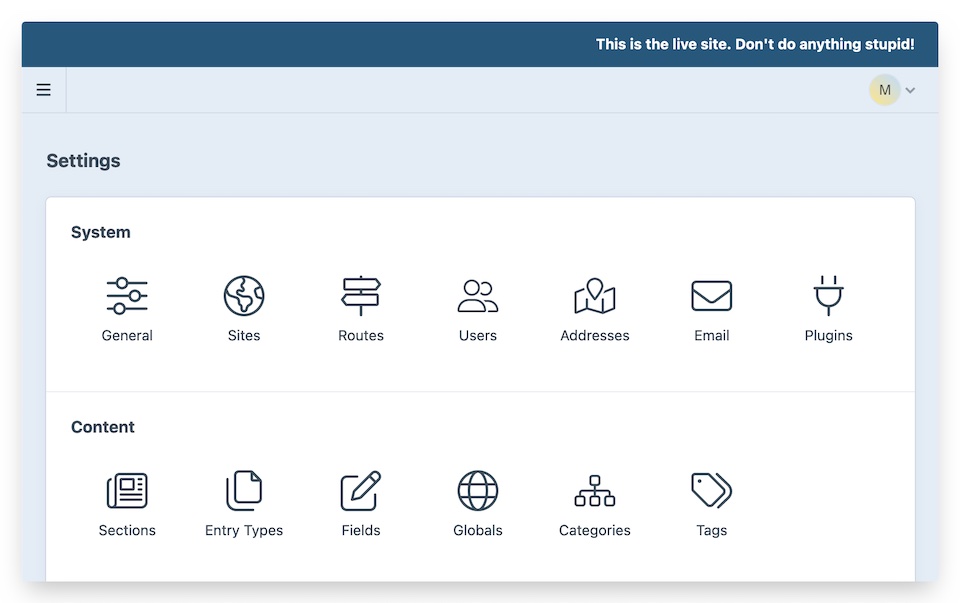 This is the live site. Don't do anything stupid!
M
Settings
System
General Sites Routes Users Addresses Email Plugins
Content
Sections Entry Types Fields Globals Categories Tags